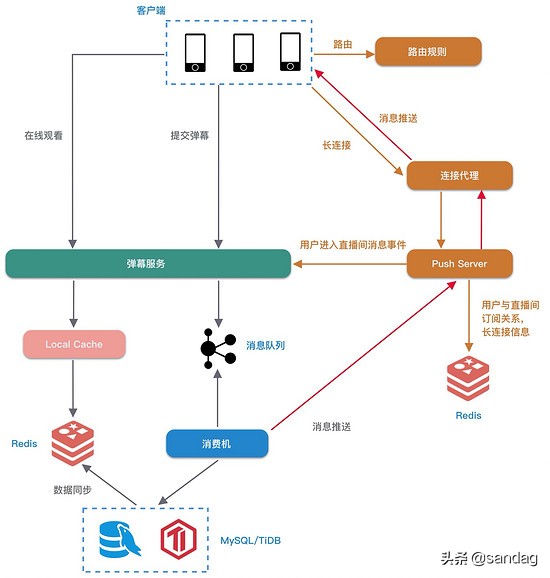 客户端
路由
路由规则
在线观看
提交弹幕
消息推送
长连接
连接代理
用户进入直播间消息事件
弹幕服务
Push Server
用户与直播间
订阅关系,
长连接信息
Local Cache
消息队列
Redis
Redis
消费机
消息推送
数据同步
MySQL/TiDB
头条 @sandag